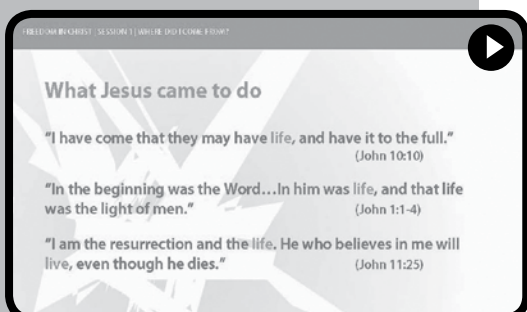 FREEDOM IN CHRIST | SESSION 1 | WHERE DID I COME FROM?
What Jesus came to do
"I have come that they may have life, and have it to the full."
(John 10:10)
"In the beginning was the Word…In him was life, and that life
was the light of men." (John 1:1-4)
"I am the resurrection and the life. He who believes in me will
live, even though he dies." (John 11:25)